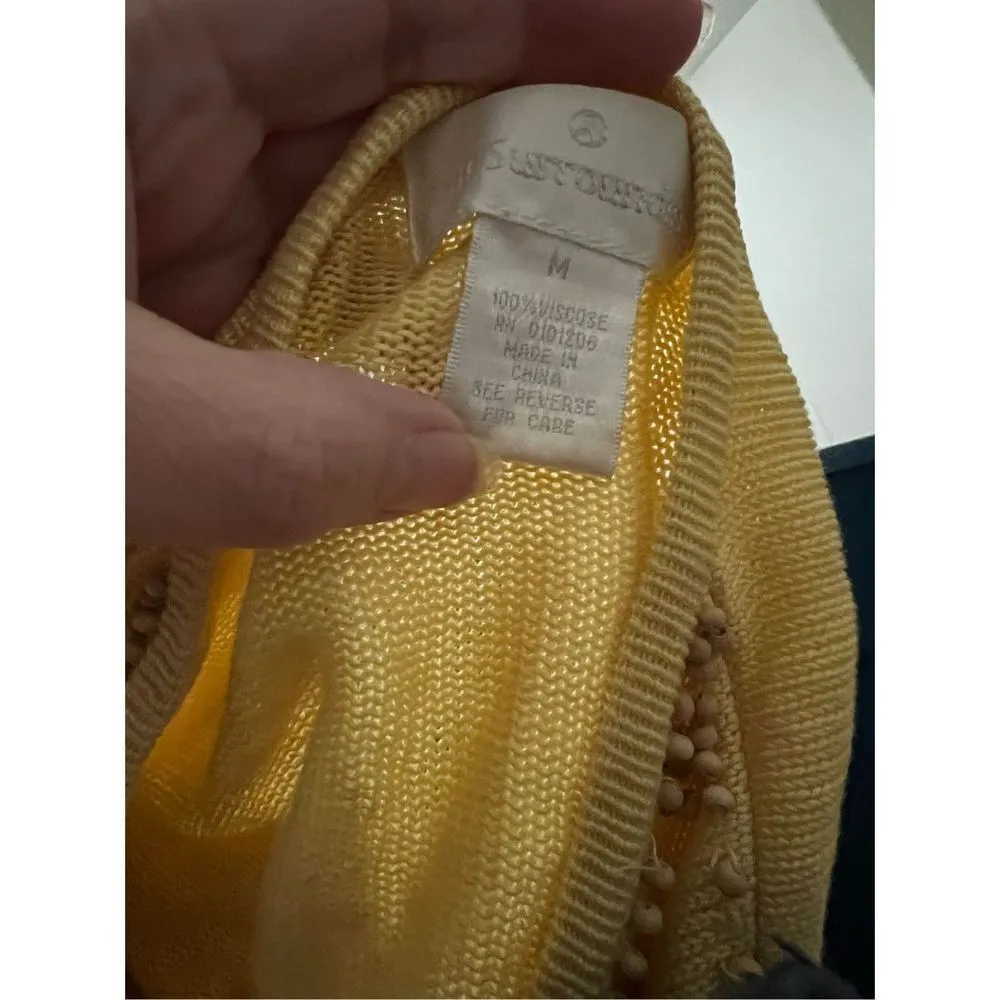 M
100% VISCOSE
RN 0101206
MADE IN
CHINA
SEE REVERSE
FOR CARE